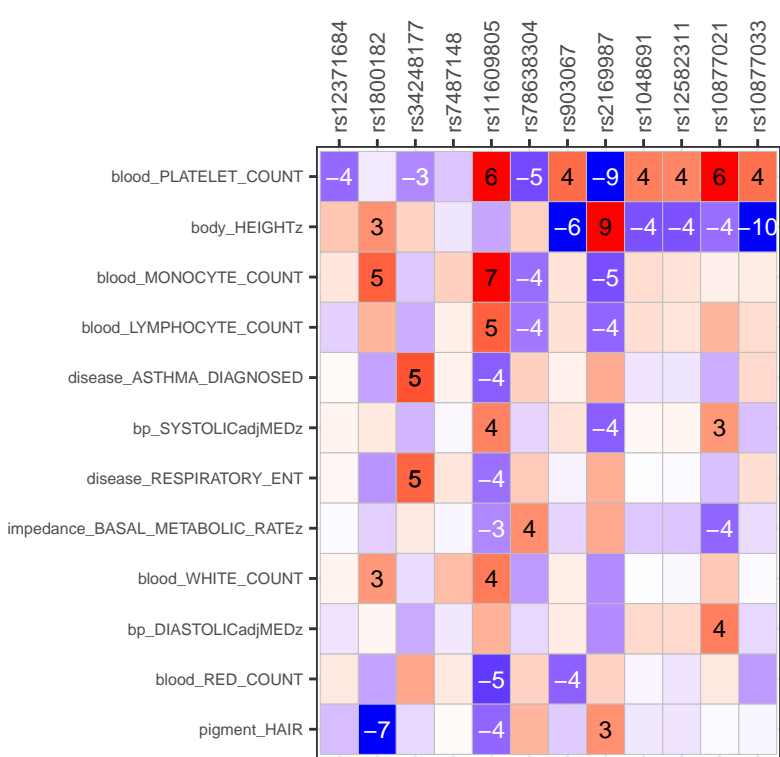 rs12371684 rs1800182 rs34248177 rs7487148 rs11609805 rs78638304 rs903067 rs2169987 rs1048691 rs12582311 rs10877021 rs10877033
blood_PLATELET_COUNT −4 −3 6 −5 4 −9 4 4 6 4
body_HEIGHTz 3 −6 9 −4 −4 −4 −10
blood_MONOCYTE_COUNT 5 7 −4 −5
blood_LYMPHOCYTE_COUNT 5 −4 −4
disease_ASTHMA_DIAGNOSED 5 −4
bp_SYSTOLICadjMEDz 4 −4 3
disease_RESPIRATORY_ENT 5 −4
impedance_BASAL_METABOLIC_RATEz −3 4 −4
blood_WHITE_COUNT 3 4
bp_DIASTOLICadjMEDz 4
blood_RED_COUNT −5 −4
pigment_HAIR −7 −4 3